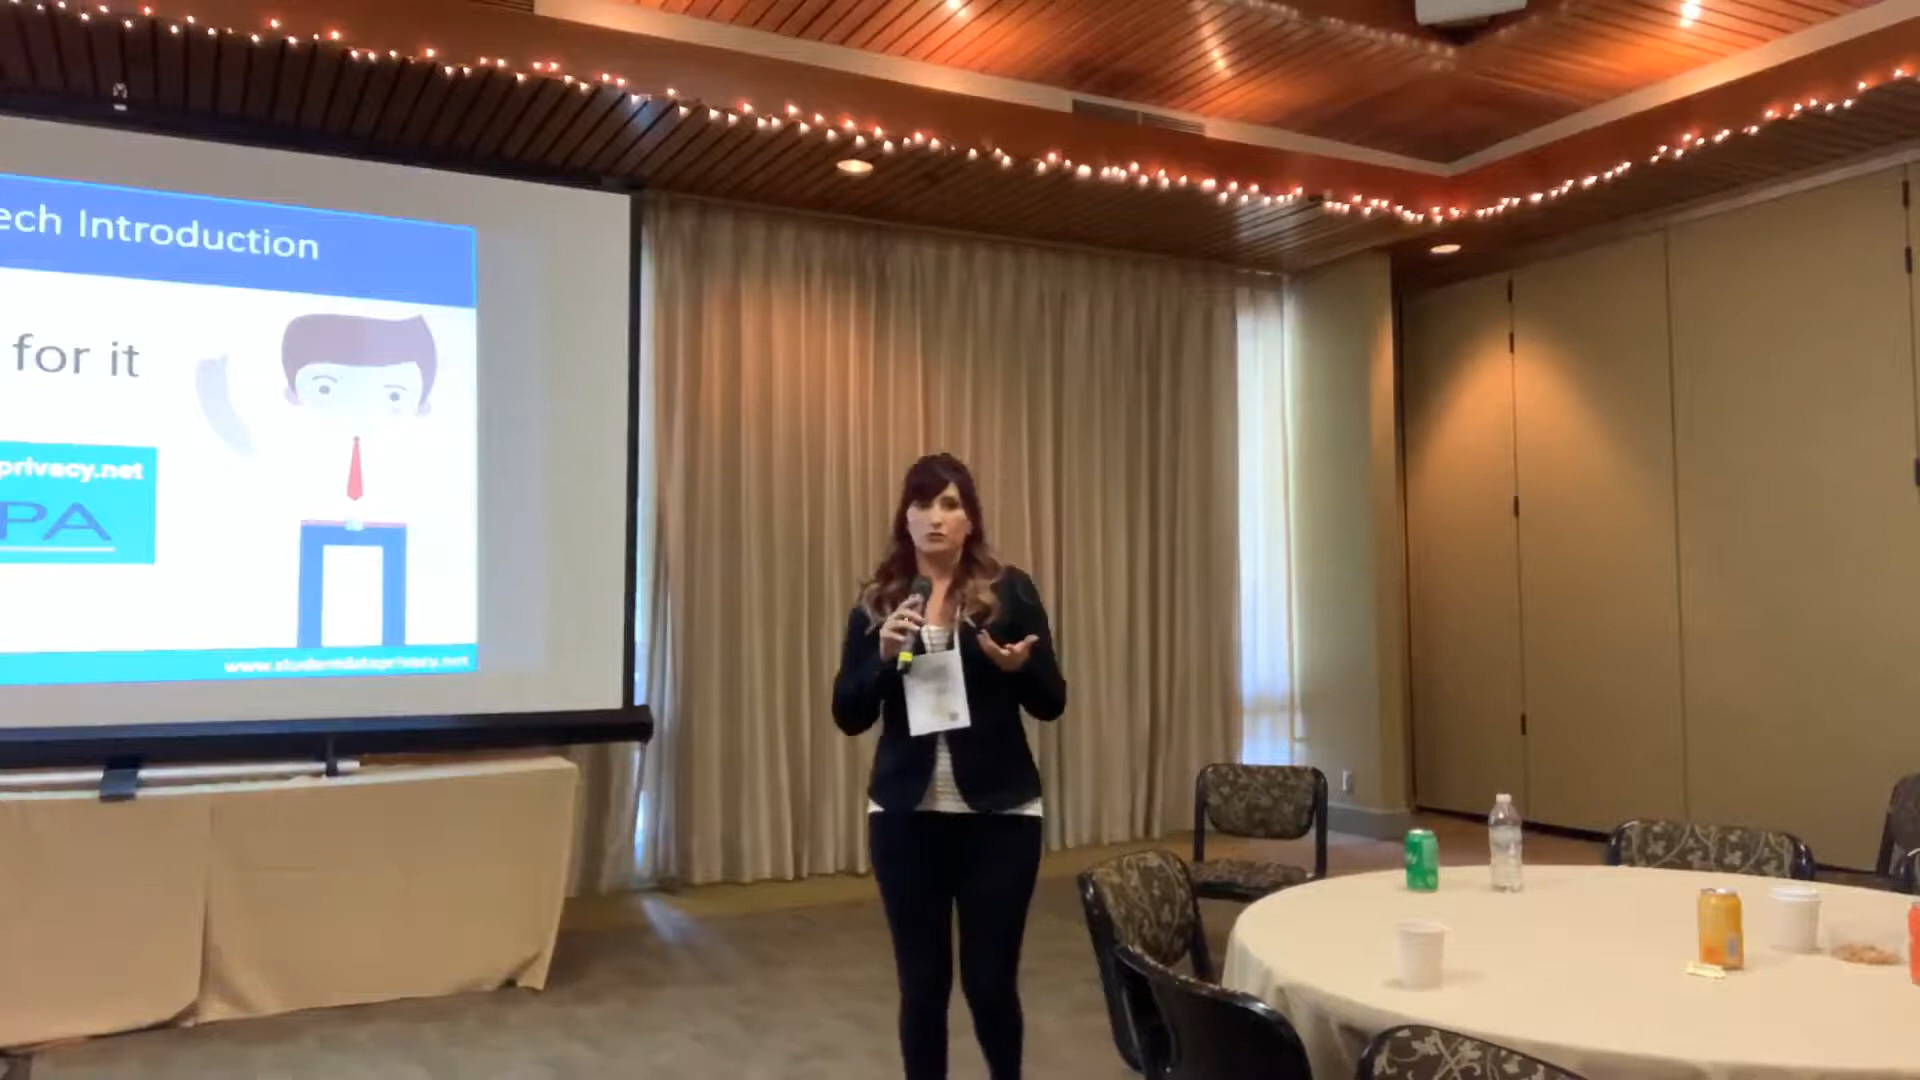 ech Introduction
for it
privacy.net
PA
www.studentdataprivacy.net